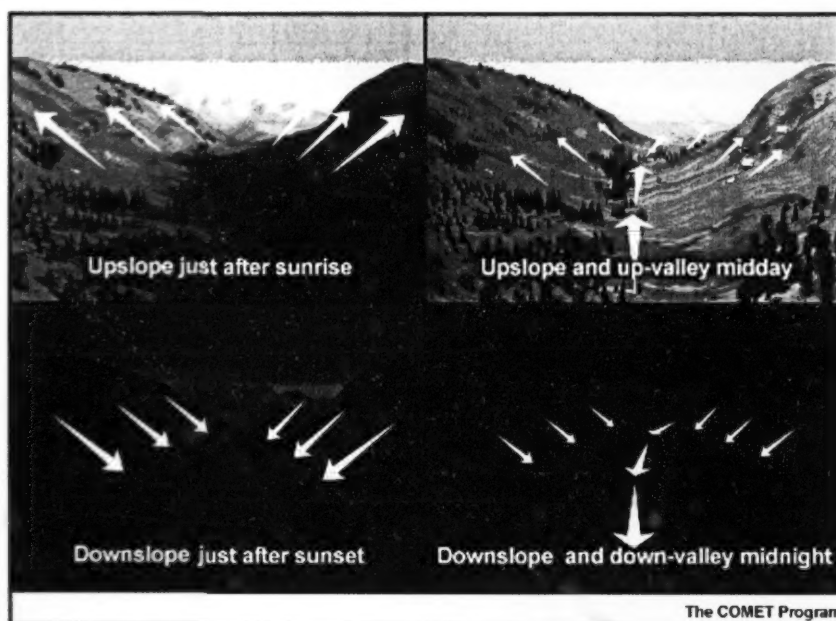 Upslope just after sunrise
Upslope and up-valley midday
Downslope just after sunset
Downslope and down-valley midnight
The COMET Program